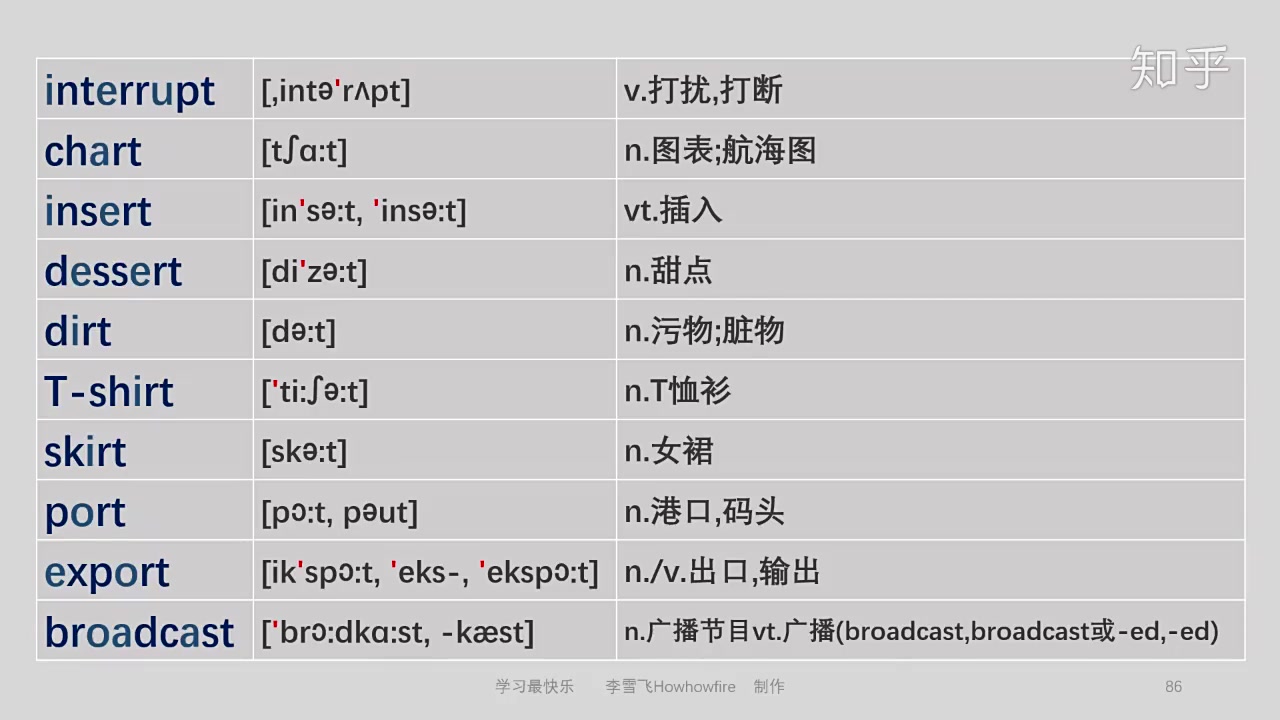 知乎
interrupt [,intə'rʌpt] v.打扰,打断
chart [tʃɑ:t] n.图表;航海图
insert [in'sə:t, 'insə:t] vt.插入
dessert [di'zə:t] n.甜点
dirt [də:t] n.污物;脏物
T-shirt ['ti:ʃə:t] n.T恤衫
skirt [skə:t] n.女裙
port [pɔ:t, pəut] n.港口,码头
export [ik'spɔ:t, 'eks-, 'ekspɔ:t] n./v.出口,输出
broadcast ['brɔ:dkɑ:st, -kæst] n.广播节目vt.广播(broadcast,broadcast或-ed,-ed)
学习最快乐 李雪飞Howhowfire 制作 86